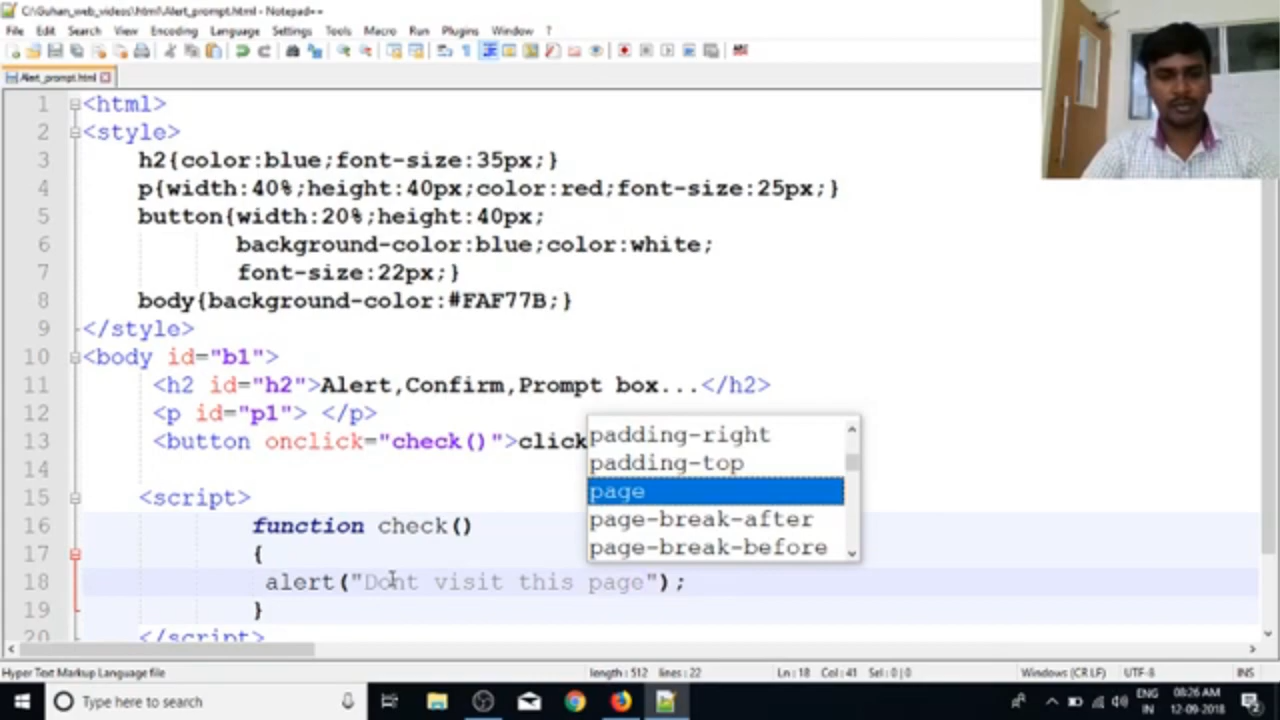 C:\Guhan_web_videos\html\Alert_prompt.html - Notepad++
File Edit Search View Encoding Language Settings Tools Macro Run Plugins Window ?
Alert_prompt.html
1 <html>
2 <style>
3 h2{color:blue;font-size:35px;}
4 p{width:40%;height:40px;color:red;font-size:25px;}
5 button{width:20%;height:40px;
6 background-color:blue;color:white;
7 font-size:22px;}
8 body{background-color:#FAF77B;}
9 </style>
10 <body id="b1">
11 <h2 id="h2">Alert,Confirm,Prompt box...</h2>
12 <p id="p1"> </p>
13 <button onclick="check()">click
14
15 <script>
16 function check()
17 {
18 alert("Dont visit this page");
19 }
20 </script>
padding-right
padding-top
page
page-break-after
page-break-before
Hyper Text Markup Language file length : 512 lines : 22 Ln : 18 Col : 41 Sel : 0 | 0 Windows (CR LF) UTF-8 INS
Type here to search
ENG
IN
08:26 AM
12-09-2018
2